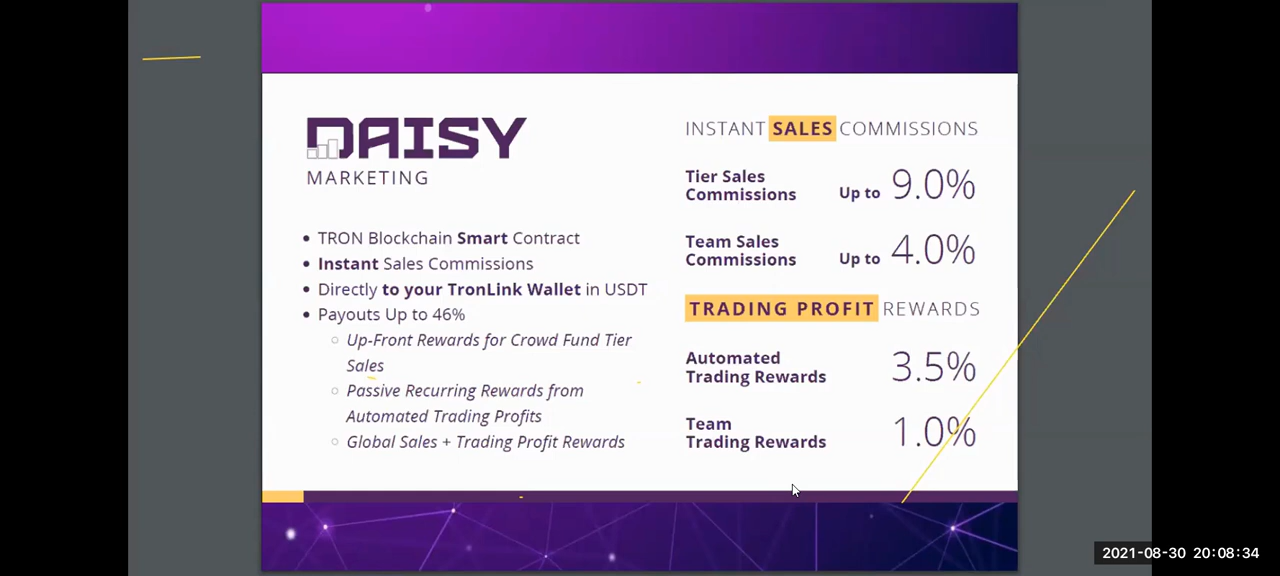 DAISY
MARKETING
• TRON Blockchain Smart Contract
• Instant Sales Commissions
• Directly to your TronLink Wallet in USDT
• Payouts Up to 46%
○ Up-Front Rewards for Crowd Fund Tier
Sales
○ Passive Recurring Rewards from
Automated Trading Profits
○ Global Sales + Trading Profit Rewards
INSTANT SALES COMMISSIONS
Tier Sales
Commissions Up to 9.0%
Team Sales
Commissions Up to 4.0%
TRADING PROFIT REWARDS
Automated
Trading Rewards 3.5%
Team
Trading Rewards 1.0%
2021-08-30 20:08:34